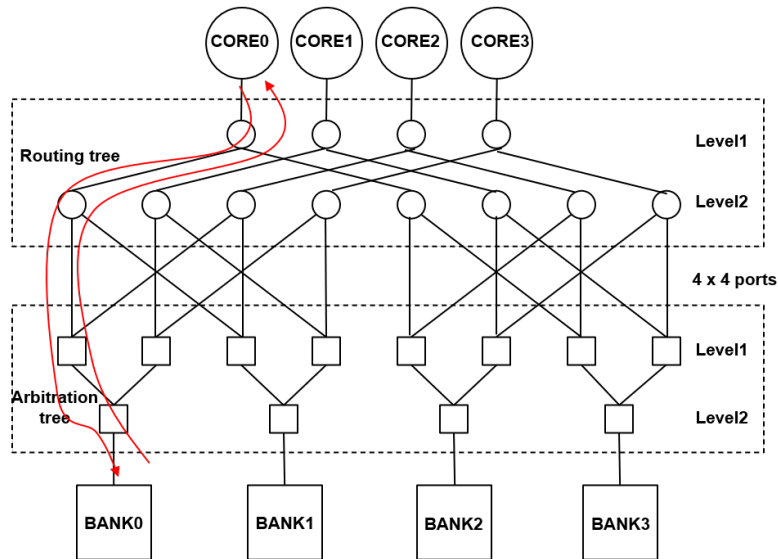 CORE0 CORE1 CORE2 CORE3
Level1
Routing tree
Level2
4 x 4 ports
Level1
Arbitration
tree
Level2
BANK0 BANK1 BANK2 BANK3